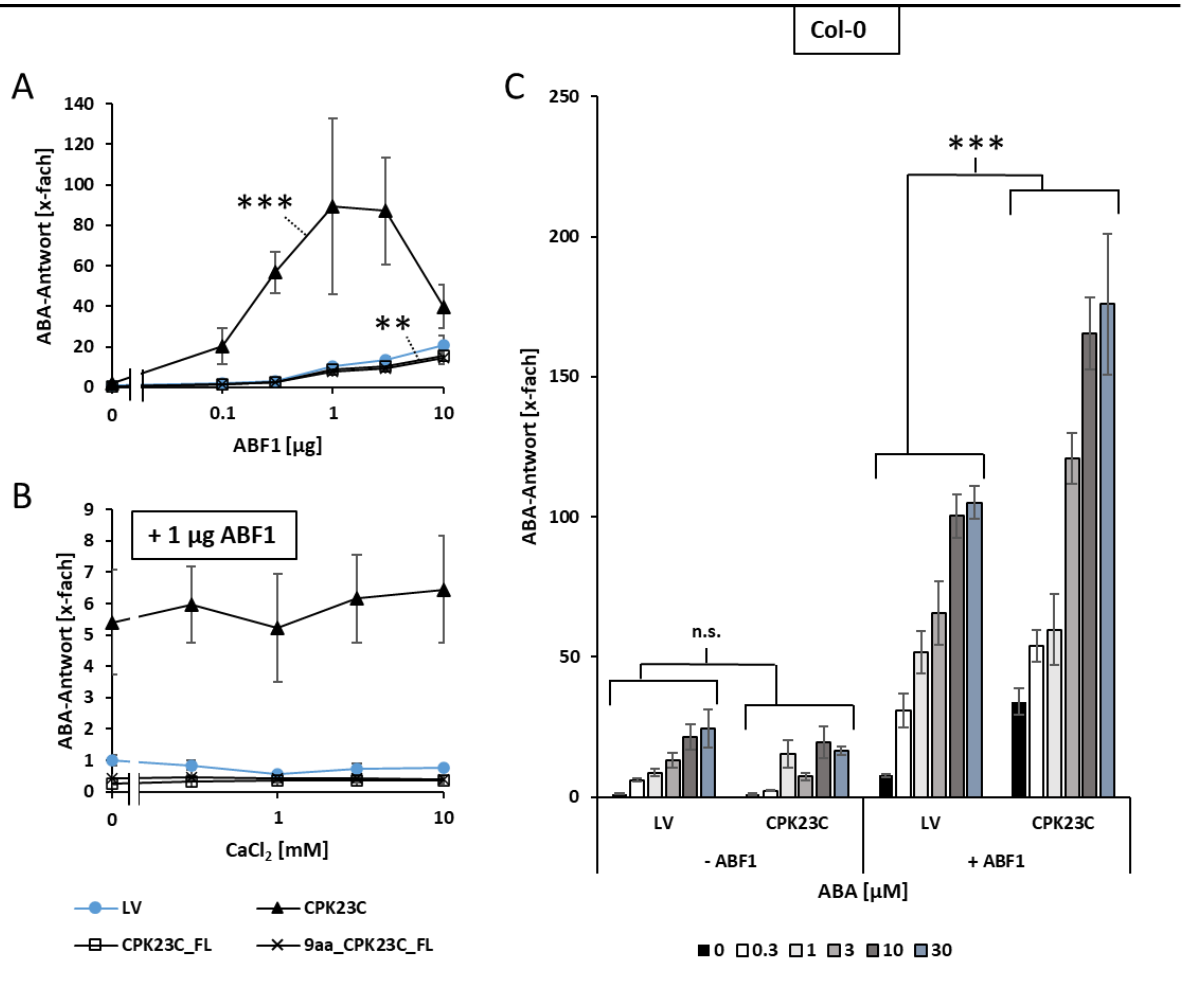 Col-0
A
ABA-Antwort [x-fach]
140
120
100
80
60
40
20
0
***
**
0 0.1 1 10
ABF1 [µg]
B
ABA-Antwort [x-fach]
+ 1 µg ABF1
9
8
7
6
5
4
3
2
1
0
0 1 10
CaCl₂ [mM]
LV CPK23C
CPK23C_FL 9aa_CPK23C_FL
C
ABA-Antwort [x-fach]
250
200
150
100
50
0
***
n.s.
LV CPK23C LV CPK23C
- ABF1 + ABF1
ABA [µM]
0 0.3 1 3 10 30